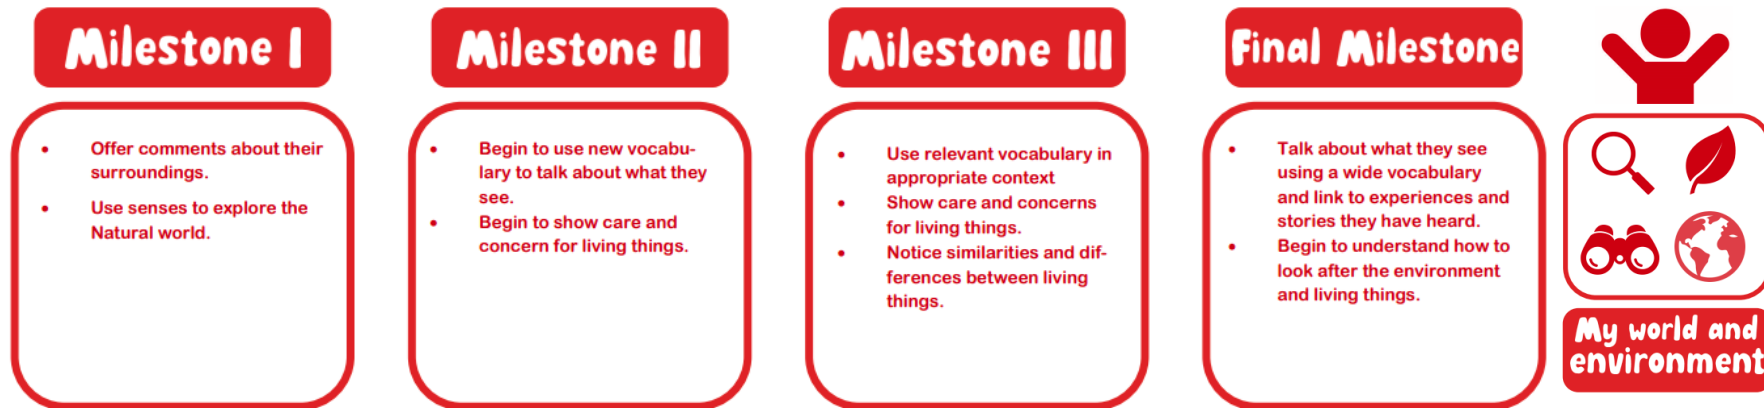 Milestone I
• Offer comments about their
surroundings.
• Use senses to explore the
Natural world.
Milestone II
• Begin to use new vocabu-
lary to talk about what they
see.
• Begin to show care and
concern for living things.
Milestone III
• Use relevant vocabulary in
appropriate context
• Show care and concerns
for living things.
• Notice similarities and dif-
ferences between living
things.
Final Milestone
• Talk about what they see
using a wide vocabulary
and link to experiences and
stories they have heard.
• Begin to understand how to
look after the environment
and living things.
My world and
environment